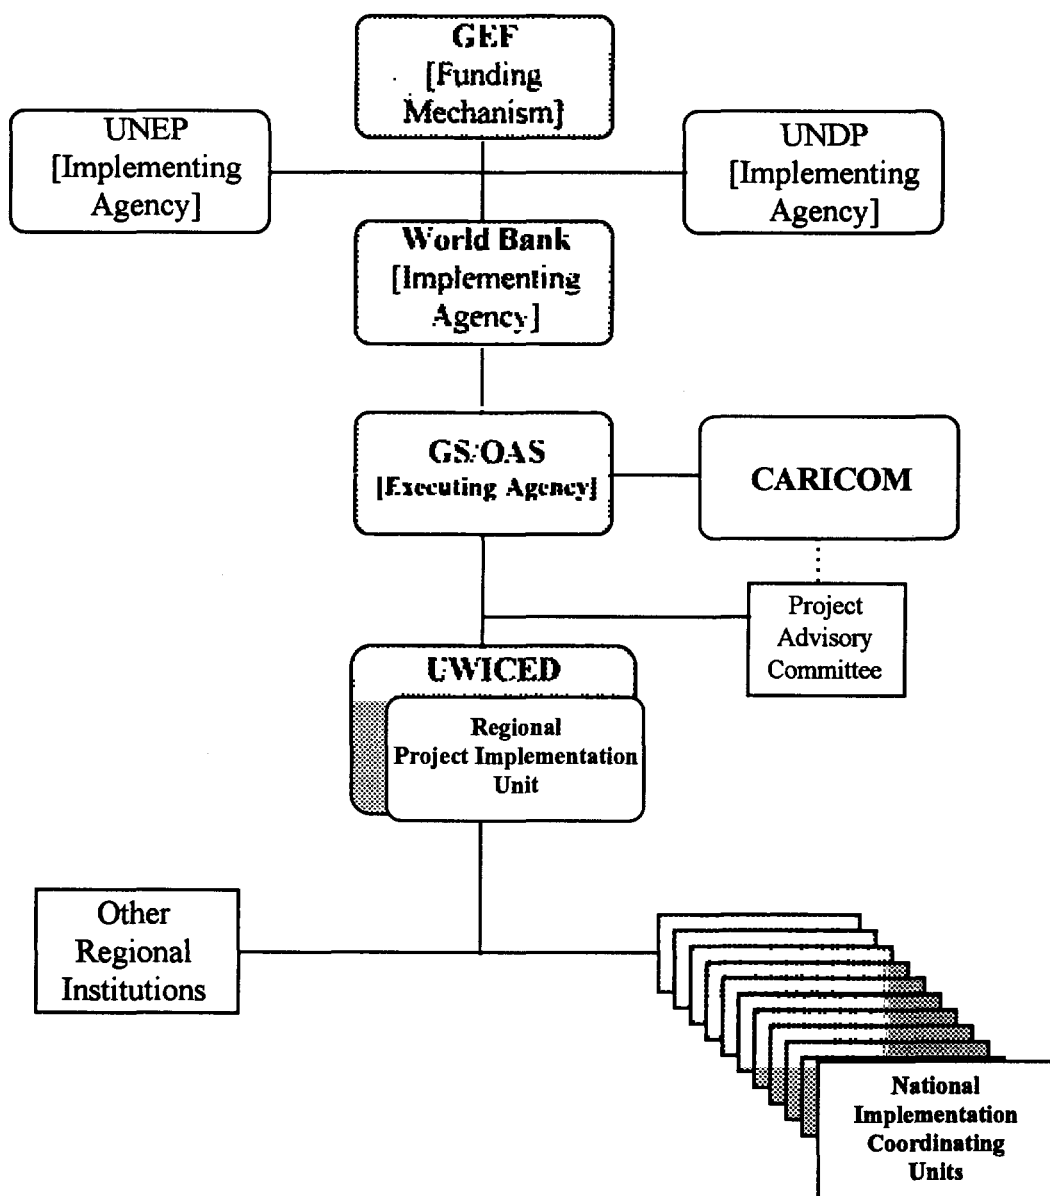 GEF
[Funding
Mechanism]
UNEP
[Implementing
Agency]
UNDP
[Implementing
Agency]
World Bank
[Implementing
Agency]
GS/OAS
[Executing Agency]
CARICOM
Project
Advisory
Committee
UWICED
Regional
Project Implementation
Unit
Other
Regional
Institutions
National
Implementation
Coordinating
Units